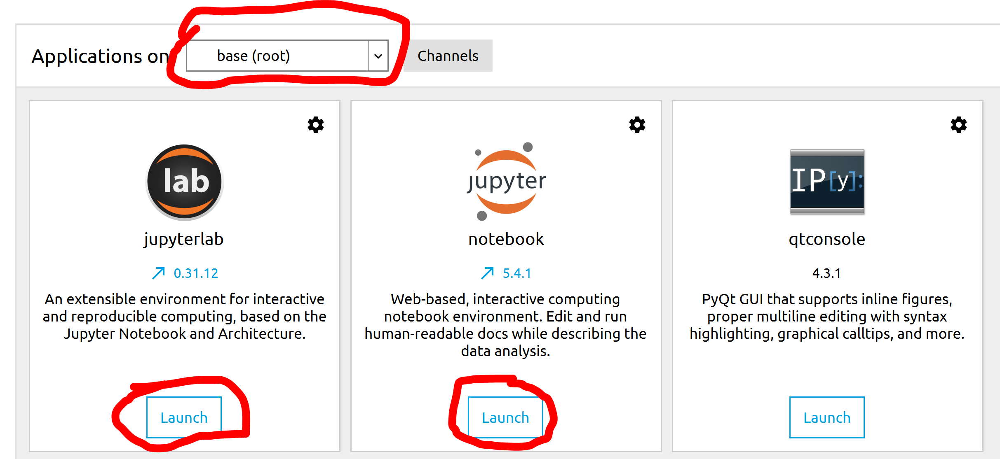 Applications on base (root) Channels
lab
jupyter
IP[y]:
jupyterlab
notebook
qtconsole
0.31.12
5.4.1
4.3.1
An extensible environment for interactive
and reproducible computing, based on the
Jupyter Notebook and Architecture.
Web-based, interactive computing
notebook environment. Edit and run
human-readable docs while describing the
data analysis.
PyQt GUI that supports inline figures,
proper multiline editing with syntax
highlighting, graphical calltips, and more.
Launch
Launch
Launch